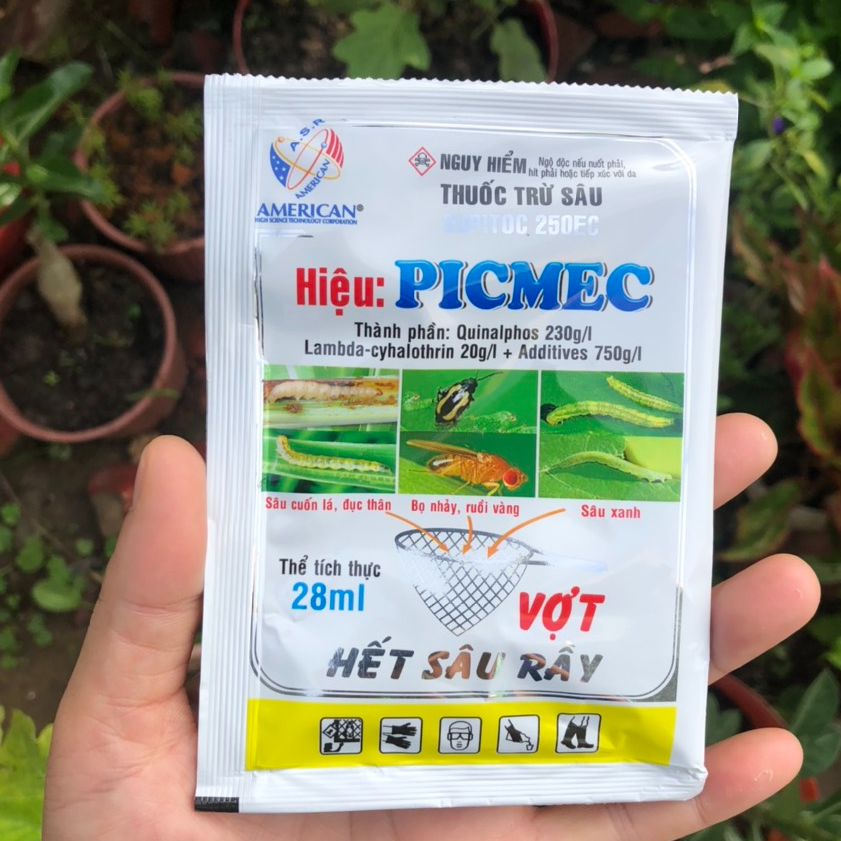 A.S.R
AMERICAN
AMERICAN®
HIGH SCIENCE TECHNOLOGY CORPORATION
NGUY HIỂM Ngộ độc nếu nuốt phải,
hít phải hoặc tiếp xúc với da
THUỐC TRỪ SÂU
250EC
Hiệu: PICMEC
Thành phần: Quinalphos 230g/l
Lambda-cyhalothrin 20g/l + Additives 750g/l
Sâu cuốn lá, đục thân Bọ nhảy, ruồi vàng Sâu xanh
Thể tích thực
28ml
VỢT
HẾT SÂU RẦY